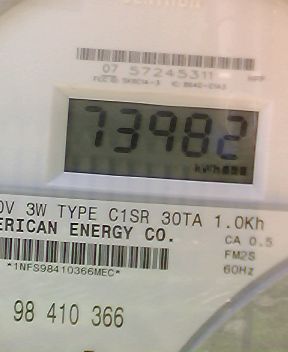 07 57245311
73982
kWh
0V 3W TYPE C1SR 30TA 1.0Kh
ERICAN ENERGY CO.
CA 0.5
FM2S
60Hz
*1NFS98410366MEC*
98 410 366